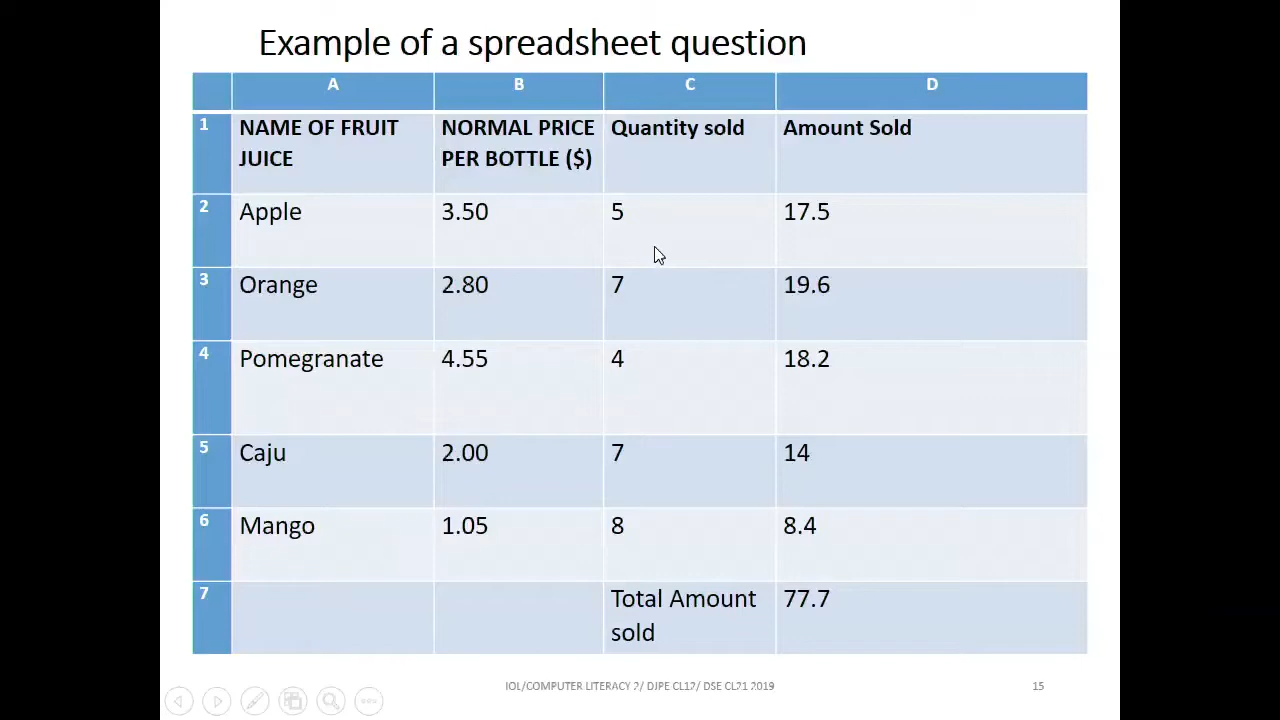 Example of a spreadsheet question
A B C D
1 NAME OF FRUIT JUICE NORMAL PRICE PER BOTTLE ($) Quantity sold Amount Sold
2 Apple 3.50 5 17.5
3 Orange 2.80 7 19.6
4 Pomegranate 4.55 4 18.2
5 Caju 2.00 7 14
6 Mango 1.05 8 8.4
7 Total Amount sold 77.7
IOL/COMPUTER LITERACY 2/ DJPE CL12/ DSE CL21 2019 15